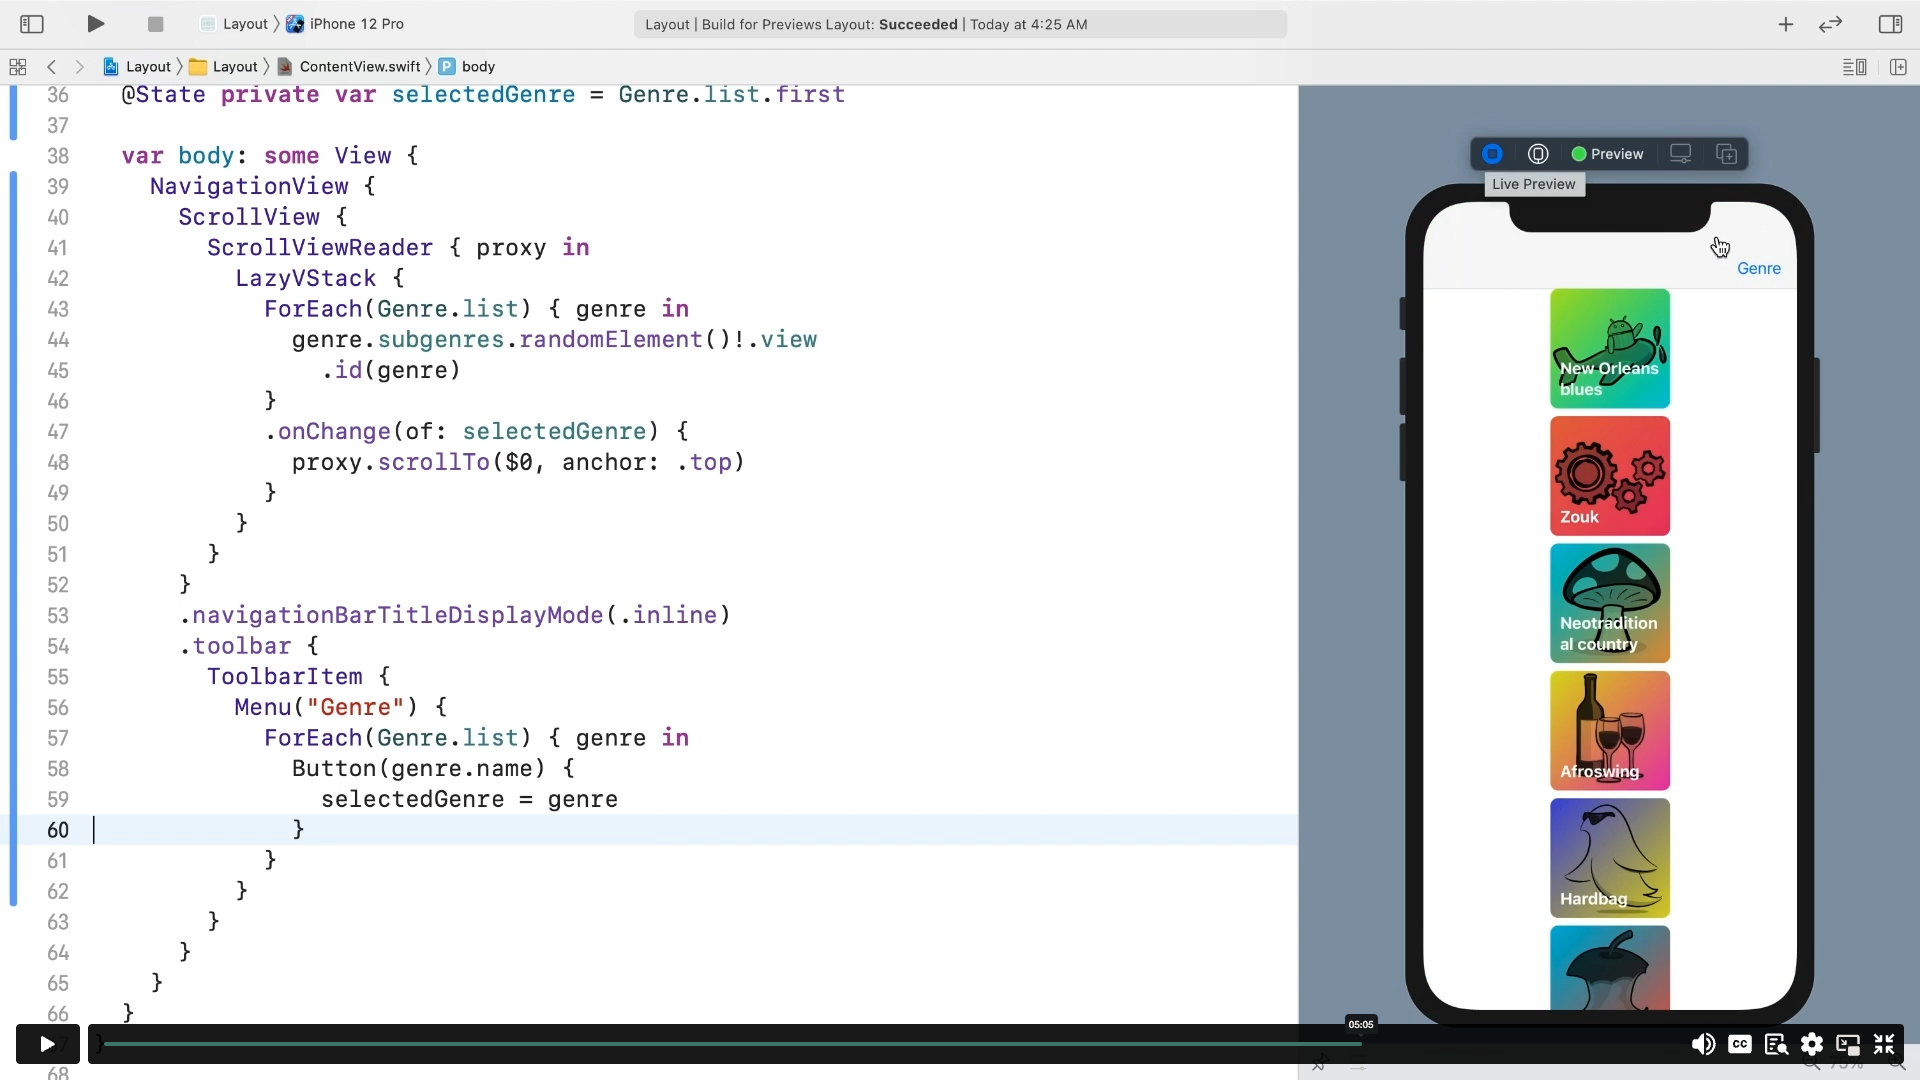 Layout
iPhone 12 Pro
Layout | Build for Previews Layout: Succeeded | Today at 4:25 AM
Layout
Layout
ContentView.swift
P
body
36 @State private var selectedGenre = Genre.list.first
37
38 var body: some View {
39 NavigationView {
40 ScrollView {
41 ScrollViewReader { proxy in
42 LazyVStack {
43 ForEach(Genre.list) { genre in
44 genre.subgenres.randomElement()!.view
45 .id(genre)
46 }
47 .onChange(of: selectedGenre) {
48 proxy.scrollTo($0, anchor: .top)
49 }
50 }
51 }
52 }
53 .navigationBarTitleDisplayMode(.inline)
54 .toolbar {
55 ToolbarItem {
56 Menu("Genre") {
57 ForEach(Genre.list) { genre in
58 Button(genre.name) {
59 selectedGenre = genre
60 }
61 }
62 }
63 }
64 }
65 }
66 }
67 }
68
Preview
Live Preview
Genre
New Orleans
blues
Zouk
Neotradition
al country
Afroswing
Hardbag
05:05
CC
75%